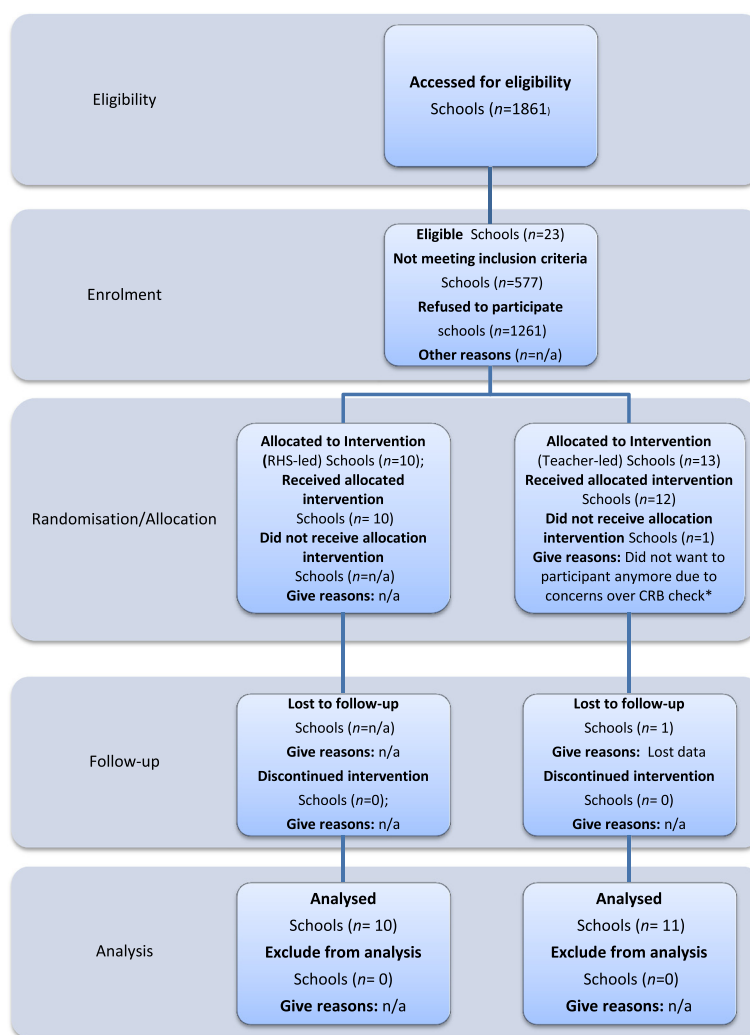 Eligibility
Accessed for eligibility
Schools (n=1861)
Enrolment
Eligible Schools (n=23)
Not meeting inclusion criteria
Schools (n=577)
Refused to participate
schools (n=1261)
Other reasons (n=n/a)
Randomisation/Allocation
Allocated to Intervention
(RHS-led) Schools (n=10);
Received allocated
intervention
Schools (n= 10)
Did not receive allocation
intervention
Schools (n=n/a)
Give reasons: n/a
Allocated to Intervention
(Teacher-led) Schools (n=13)
Received allocated intervention
Schools (n=12)
Did not receive allocation
intervention Schools (n=1)
Give reasons: Did not want to
participant anymore due to
concerns over CRB check*
Follow-up
Lost to follow-up
Schools (n=n/a)
Give reasons: n/a
Discontinued intervention
Schools (n=0);
Give reasons: n/a
Lost to follow-up
Schools (n= 1)
Give reasons: Lost data
Discontinued intervention
Schools (n= 0)
Give reasons: n/a
Analysis
Analysed
Schools (n= 10)
Exclude from analysis
Schools (n= 0)
Give reasons: n/a
Analysed
Schools (n= 11)
Exclude from analysis
Schools (n=0)
Give reasons: n/a